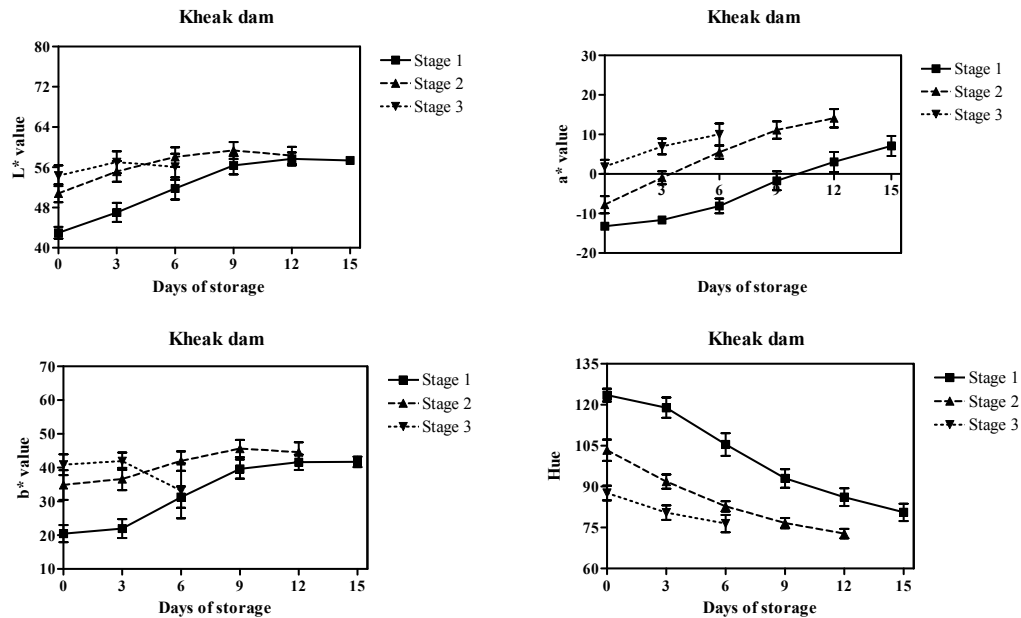 Kheak dam
80
72
64
56
48
40
L* value
0 3 6 9 12 15
Days of storage
Stage 1
Stage 2
Stage 3
Kheak dam
30
20
10
0
-10
-20
a* value
3 6 9 12 15
Days of storage
Stage 1
Stage 2
Stage 3
Kheak dam
70
60
50
40
30
20
10
b* value
0 3 6 9 12 15
Days of storage
Stage 1
Stage 2
Stage 3
Kheak dam
135
120
105
90
75
60
Hue
0 3 6 9 12 15
Days of storage
Stage 1
Stage 2
Stage 3